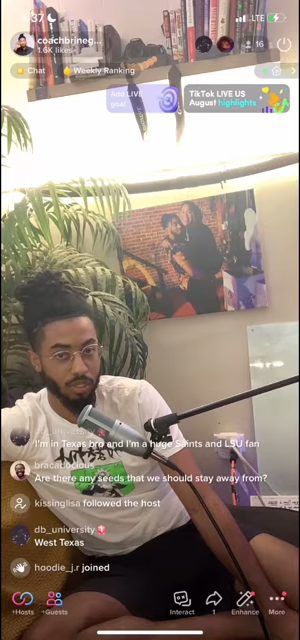 :37
LTE
coachbrineg...
1.6K likes
16
Chat
Weekly Ranking
Add LIVE
goal
TikTok LIVE US
August highlights
I'm in Texas bro and I'm a huge Saints and LSU fan
bracadocious
Are there any seeds that we should stay away from?
kissinglisa followed the host
db_university
West Texas
hoodie_j.r joined
+Hosts
+Guests
Interact
1
Enhance
More